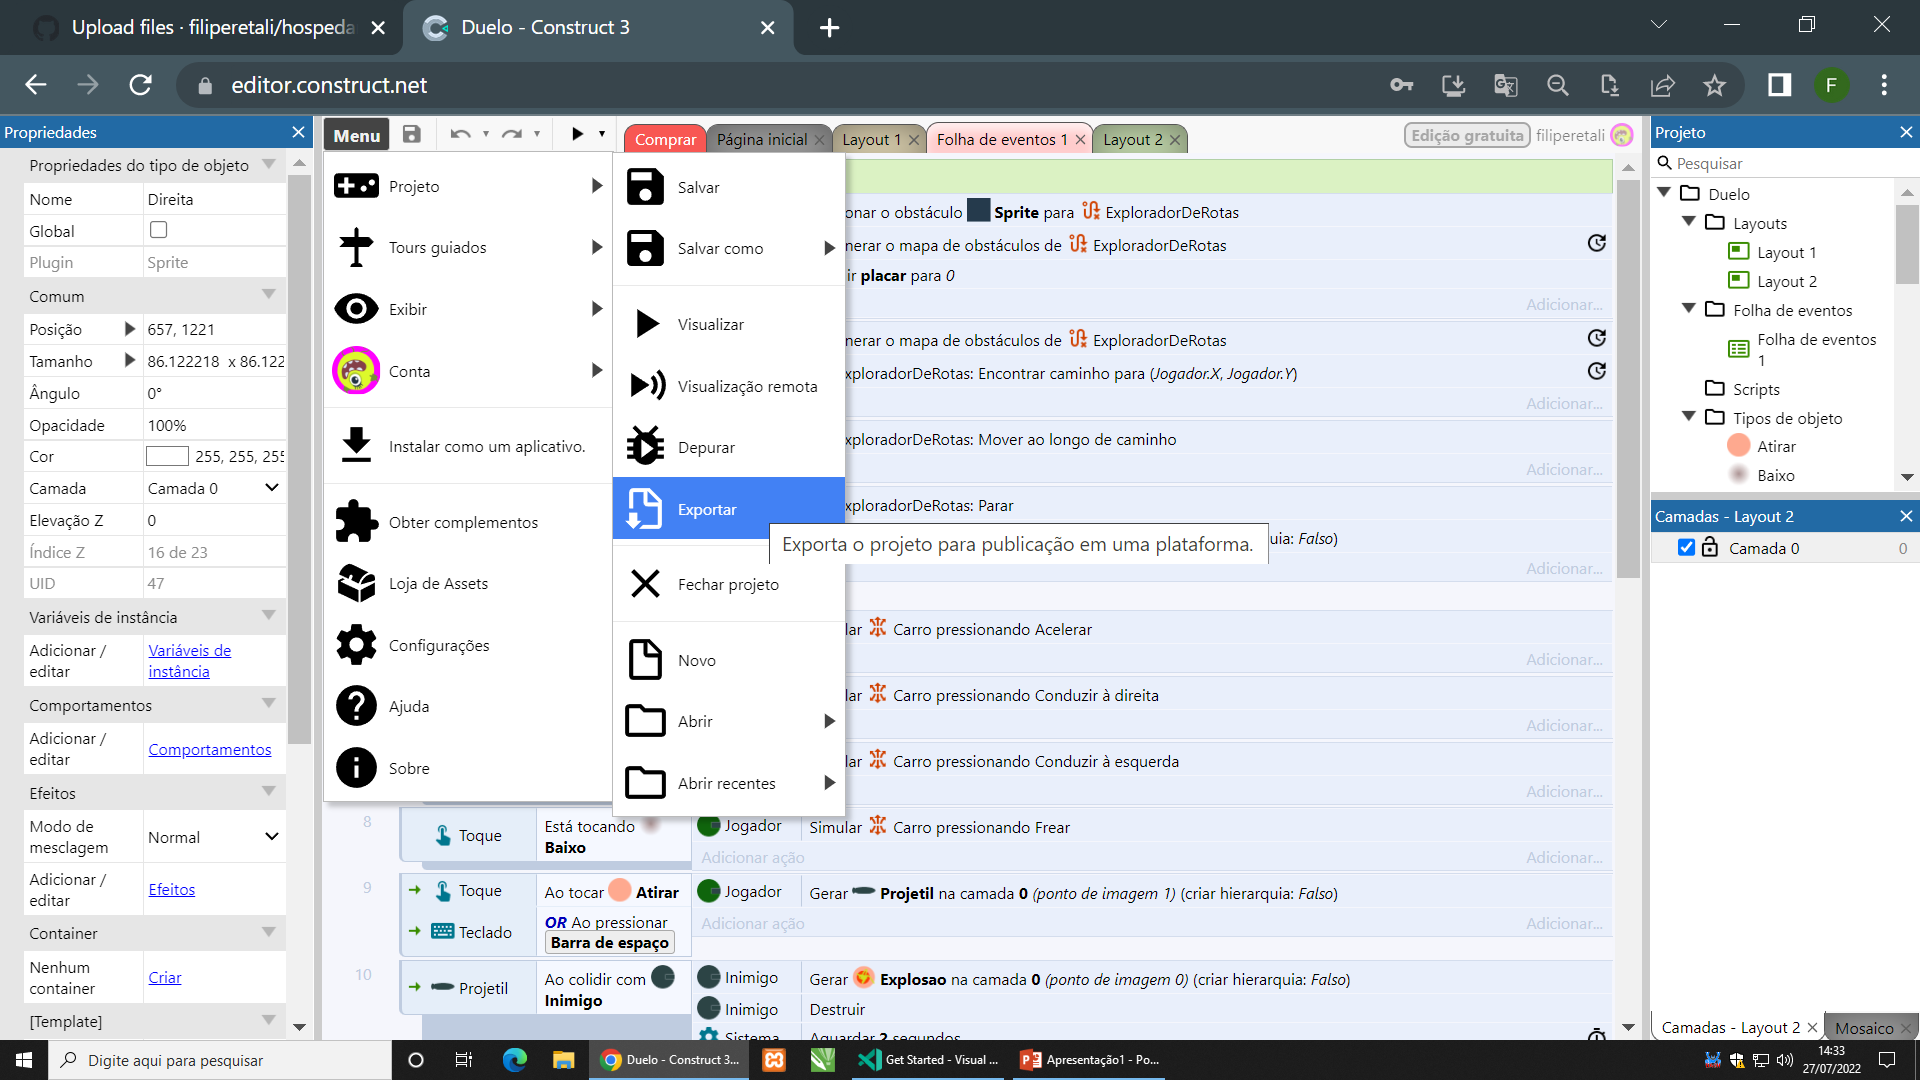 Upload files · filiperetali/hospeda
Duelo - Construct 3
editor.construct.net
F
Propriedades
Propriedades do tipo de objeto
Nome Direita
Global
Plugin Sprite
Comum
Posição 657, 1221
Tamanho 86.122218 x 86.122
Ângulo 0°
Opacidade 100%
Cor 255, 255, 255
Camada Camada 0
Elevação Z 0
Índice Z 16 de 23
UID 47
Variáveis de instância
Adicionar / editar Variáveis de instância
Comportamentos
Adicionar / editar Comportamentos
Efeitos
Modo de mesclagem Normal
Adicionar / editar Efeitos
Container
Nenhum container Criar
[Template]
Menu
Comprar
Página inicial
Layout 1
Folha de eventos 1
Layout 2
Edição gratuita filiperetali
Projeto
Tours guiados
Exibir
Conta
Instalar como um aplicativo.
Obter complementos
Loja de Assets
Configurações
Ajuda
Sobre
Salvar
Salvar como
Visualizar
Visualização remota
Depurar
Exportar
Exporta o projeto para publicação em uma plataforma.
Fechar projeto
Novo
Abrir
Abrir recentes
onar o obstáculo Sprite para ExploradorDeRotas
nerar o mapa de obstáculos de ExploradorDeRotas
ir placar para 0
Adicionar...
nerar o mapa de obstáculos de ExploradorDeRotas
xploradorDeRotas: Encontrar caminho para (Jogador.X, Jogador.Y)
Adicionar...
xploradorDeRotas: Mover ao longo de caminho
Adicionar...
xploradorDeRotas: Parar
uia: Falso)
Adicionar...
lar Carro pressionando Acelerar
Adicionar...
lar Carro pressionando Conduzir à direita
Adicionar...
lar Carro pressionando Conduzir à esquerda
Adicionar...
8 Toque Está tocando Baixo Jogador Simular Carro pressionando Frear
Adicionar ação Adicionar...
9 Toque Ao tocar Atirar Jogador Gerar Projetil na camada 0 (ponto de imagem 1) (criar hierarquia: Falso)
Teclado OR Ao pressionar Barra de espaço Adicionar ação Adicionar...
10 Projetil Ao colidir com Inimigo Inimigo Gerar Explosao na camada 0 (ponto de imagem 0) (criar hierarquia: Falso)
Inimigo Destruir
Sistema Aguardar 2 segundos
Projeto
Pesquisar
Duelo
Layouts
Layout 1
Layout 2
Folha de eventos
Folha de eventos 1
Scripts
Tipos de objeto
Atirar
Baixo
Camadas - Layout 2
Camada 0 0
Camadas - Layout 2
Mosaico
Digite aqui para pesquisar
Duelo - Construct 3...
Get Started - Visual ...
Apresentação1 - Po...
14:33
27/07/2022